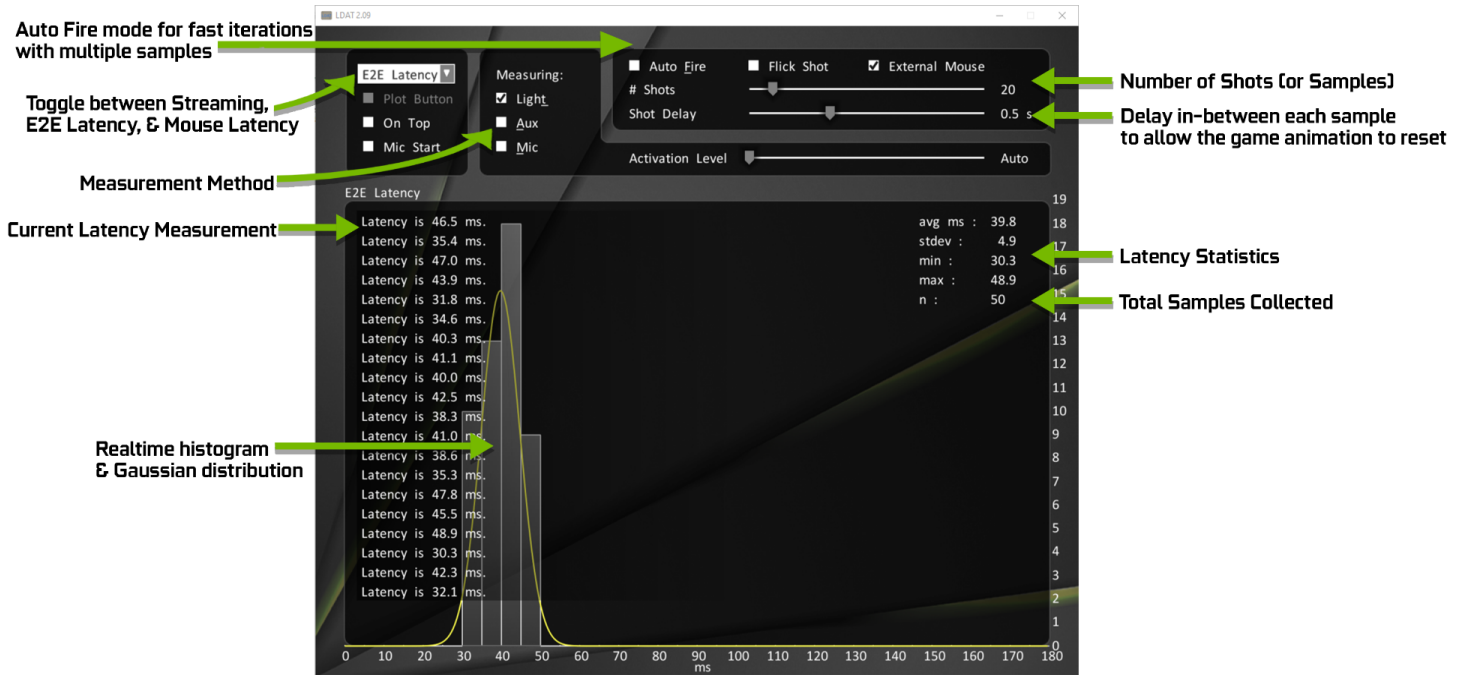 LDAT 2.09
Auto Fire mode for fast iterations
with multiple samples
Toggle between Streaming,
E2E Latency, & Mouse Latency
Measurement Method
Current Latency Measurement
Realtime histogram
& Gaussian distribution
E2E Latency
Plot Button
On Top
Mic Start
Measuring:
Light
Aux
Mic
Auto Fire Flick Shot External Mouse
# Shots 20
Shot Delay 0.5 s
Activation Level Auto
Number of Shots (or Samples)
Delay in-between each sample
to allow the game animation to reset
Latency Statistics
Total Samples Collected
E2E Latency
Latency is 46.5 ms.
Latency is 35.4 ms.
Latency is 47.0 ms.
Latency is 43.9 ms.
Latency is 31.8 ms.
Latency is 34.6 ms.
Latency is 40.3 ms.
Latency is 41.1 ms.
Latency is 40.0 ms.
Latency is 42.5 ms.
Latency is 38.3 ms.
Latency is 41.0 ms.
Latency is 38.6 ms.
Latency is 35.3 ms.
Latency is 47.8 ms.
Latency is 45.5 ms.
Latency is 48.9 ms.
Latency is 30.3 ms.
Latency is 42.3 ms.
Latency is 32.1 ms.
avg ms : 39.8
stdev : 4.9
min : 30.3
max : 48.9
n : 50
19
18
17
16
15
14
13
12
11
10
9
8
7
6
5
4
3
2
1
0
0 10 20 30 40 50 60 70 80 90 100 110 120 130 140 150 160 170 180
ms